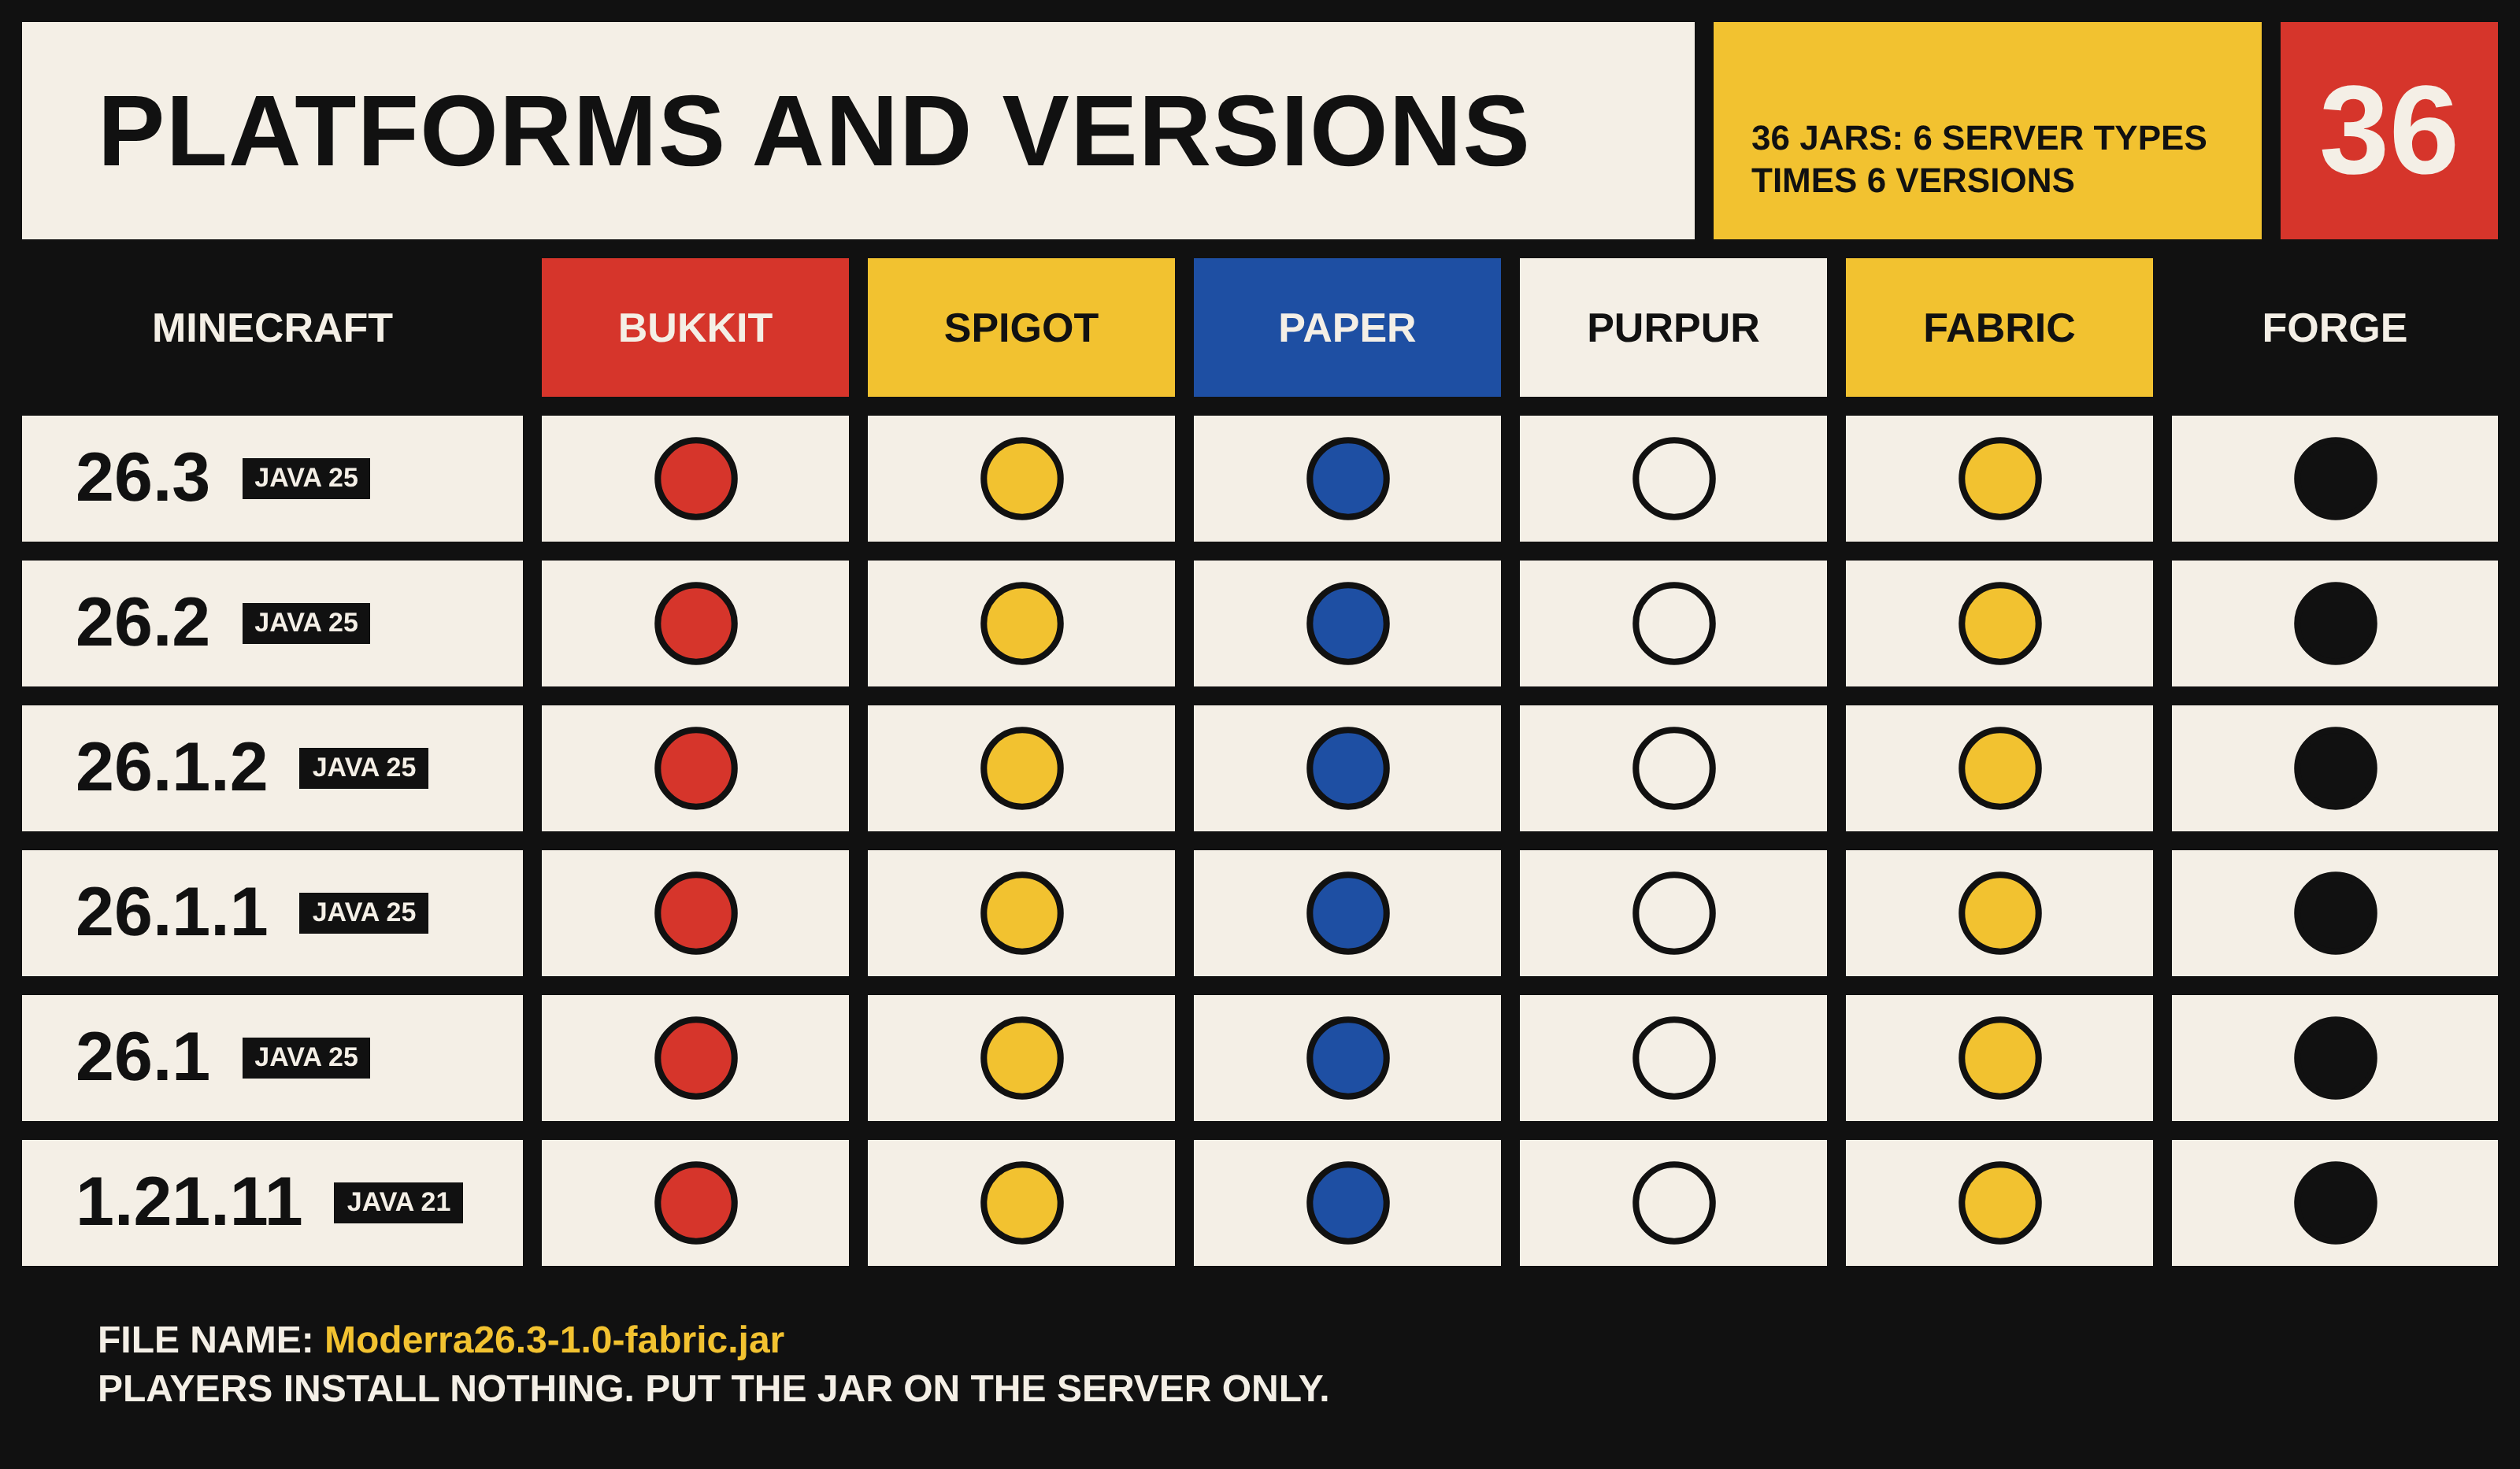 PLATFORMS AND VERSIONS
36 JARS: 6 SERVER TYPES
TIMES 6 VERSIONS
36
MINECRAFT BUKKIT SPIGOT PAPER PURPUR FABRIC FORGE
26.3 JAVA 25
26.2 JAVA 25
26.1.2 JAVA 25
26.1.1 JAVA 25
26.1 JAVA 25
1.21.11 JAVA 21
FILE NAME: Moderra26.3-1.0-fabric.jar
PLAYERS INSTALL NOTHING. PUT THE JAR ON THE SERVER ONLY.